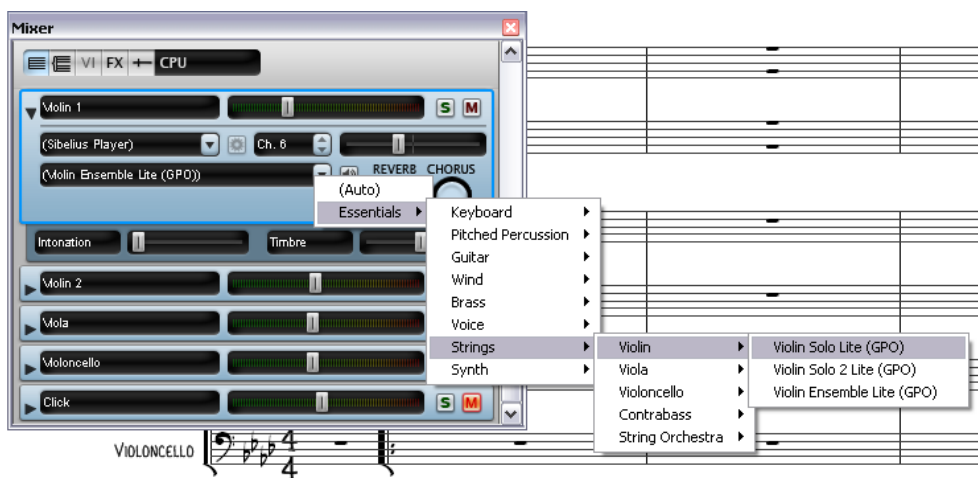 Mixer
VI FX CPU
Violin 1 S M
(Sibelius Player) Ch. 6
(Violin Ensemble Lite (GPO)) REVERB CHORUS
(Auto)
Essentials
Keyboard
Pitched Percussion
Guitar
Wind
Brass
Voice
Strings
Synth
Violin
Viola
Violoncello
Contrabass
String Orchestra
Violin Solo Lite (GPO)
Violin Solo 2 Lite (GPO)
Violin Ensemble Lite (GPO)
Intonation Timbre
Violin 2
Viola
Violoncello
Click S M
VIOLONCELLO 4
4